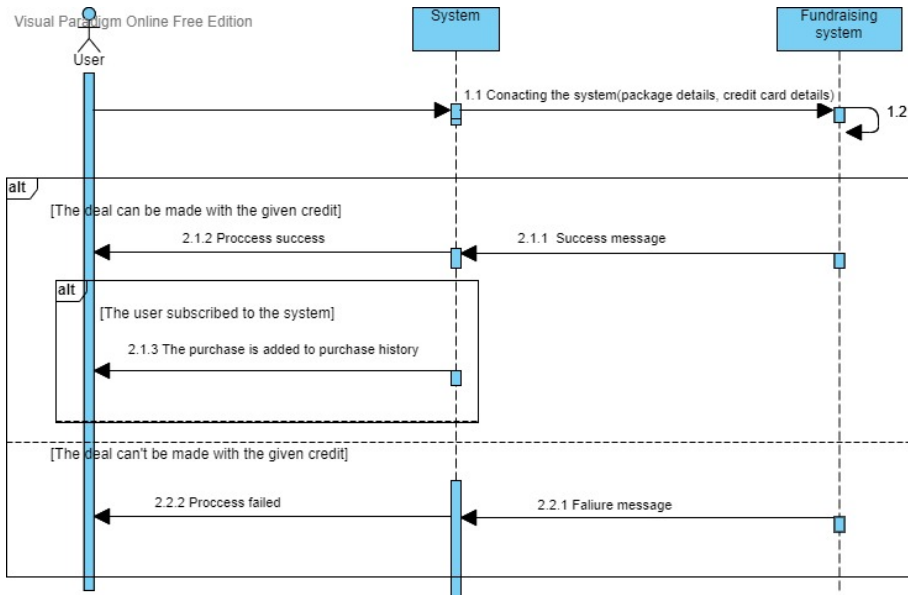 Visual Paradigm Online Free Edition
System
Fundraising
system
User
1.1 Conacting the system(package details, credit card details)
1.2
alt
[The deal can be made with the given credit]
2.1.2 Proccess success
2.1.1 Success message
alt
[The user subscribed to the system]
2.1.3 The purchase is added to purchase history
[The deal can't be made with the given credit]
2.2.2 Proccess failed
2.2.1 Faliure message